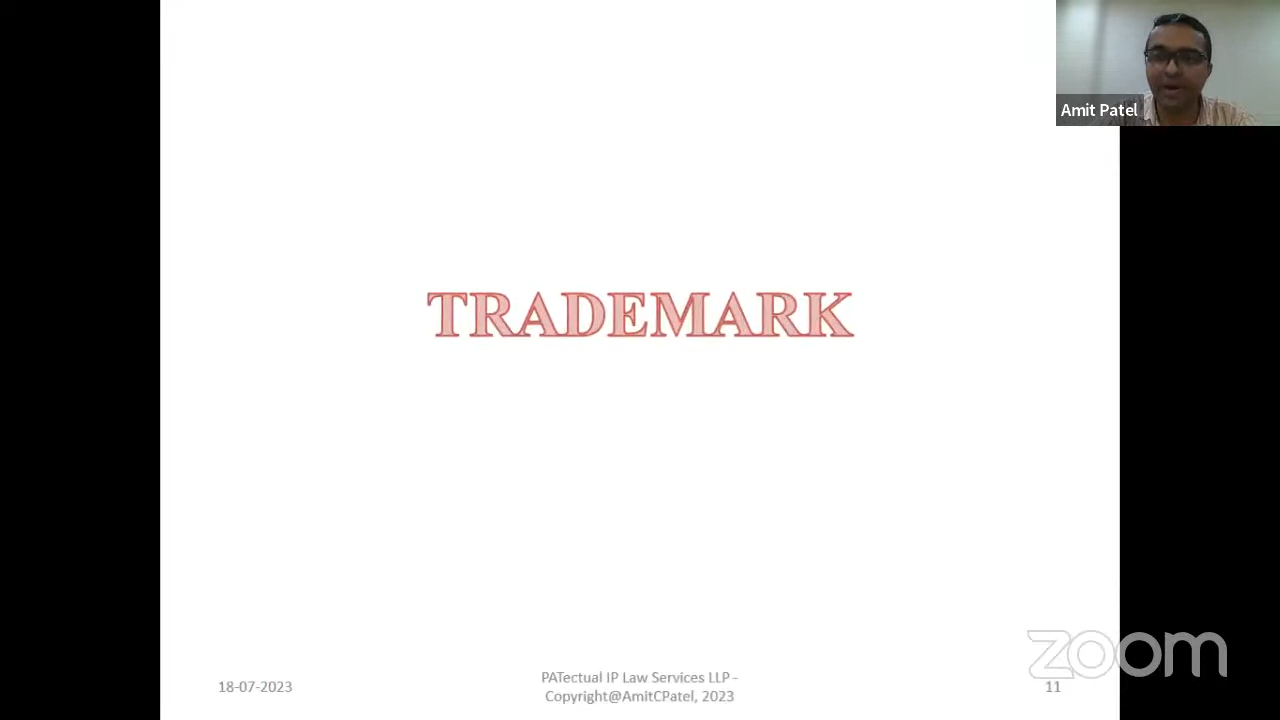 Amit Patel
TRADEMARK
zoom
18-07-2023
PATectual IP Law Services LLP -
Copyright@AmitCPatel, 2023
11